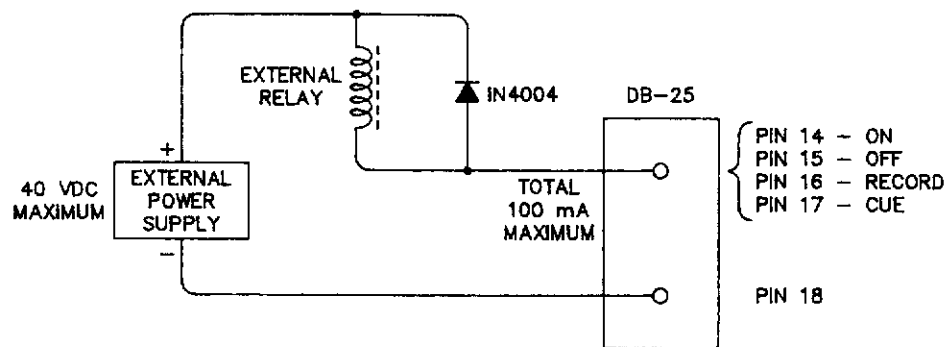 EXTERNAL
RELAY
IN4004
DB-25
+
EXTERNAL
POWER
SUPPLY
-
40 VDC
MAXIMUM
TOTAL
100 mA
MAXIMUM
PIN 14 - ON
PIN 15 - OFF
PIN 16 - RECORD
PIN 17 - CUE
PIN 18